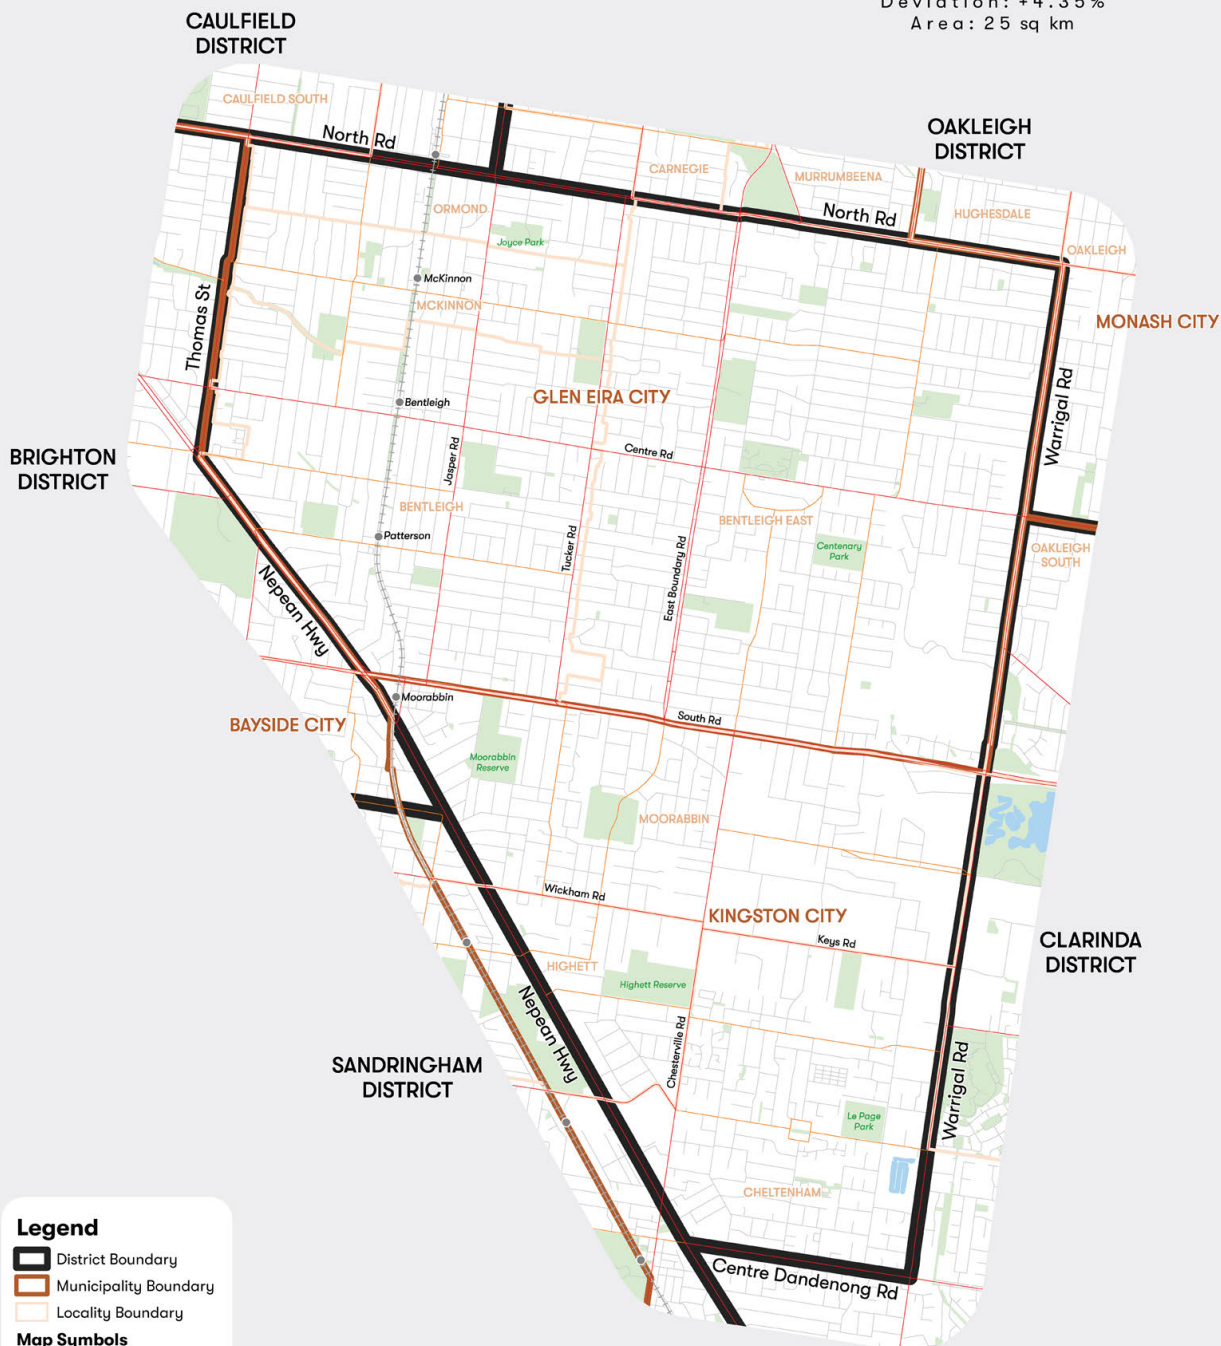 Deviation: +4.35%
Area: 25 sq km
CAULFIELD
DISTRICT
CAULFIELD SOUTH
North Rd
OAKLEIGH
DISTRICT
CARNEGIE
MURRUMBEENA
North Rd
HUGHESDALE
ORMOND
Joyce Park
OAKLEIGH
McKinnon
MCKINNON
MONASH CITY
Thomas St
GLEN EIRA CITY
Bentleigh
Warrigal Rd
Jasper Rd
Centre Rd
BRIGHTON
DISTRICT
BENTLEIGH
BENTLEIGH EAST
Patterson
Tucker Rd
East Boundary Rd
Centenary
Park
OAKLEIGH
SOUTH
Nepean Hwy
Moorabbin
BAYSIDE CITY
South Rd
Moorabbin
Reserve
MOORABBIN
Wickham Rd
KINGSTON CITY
Keys Rd
CLARINDA
DISTRICT
HIGHETT
Highett Reserve
Nepean Hwy
Chesterville Rd
SANDRINGHAM
DISTRICT
Warrigal Rd
Le Page
Park
CHELTENHAM
Centre Dandenong Rd
Legend
District Boundary
Municipality Boundary
Locality Boundary
Map Symbols